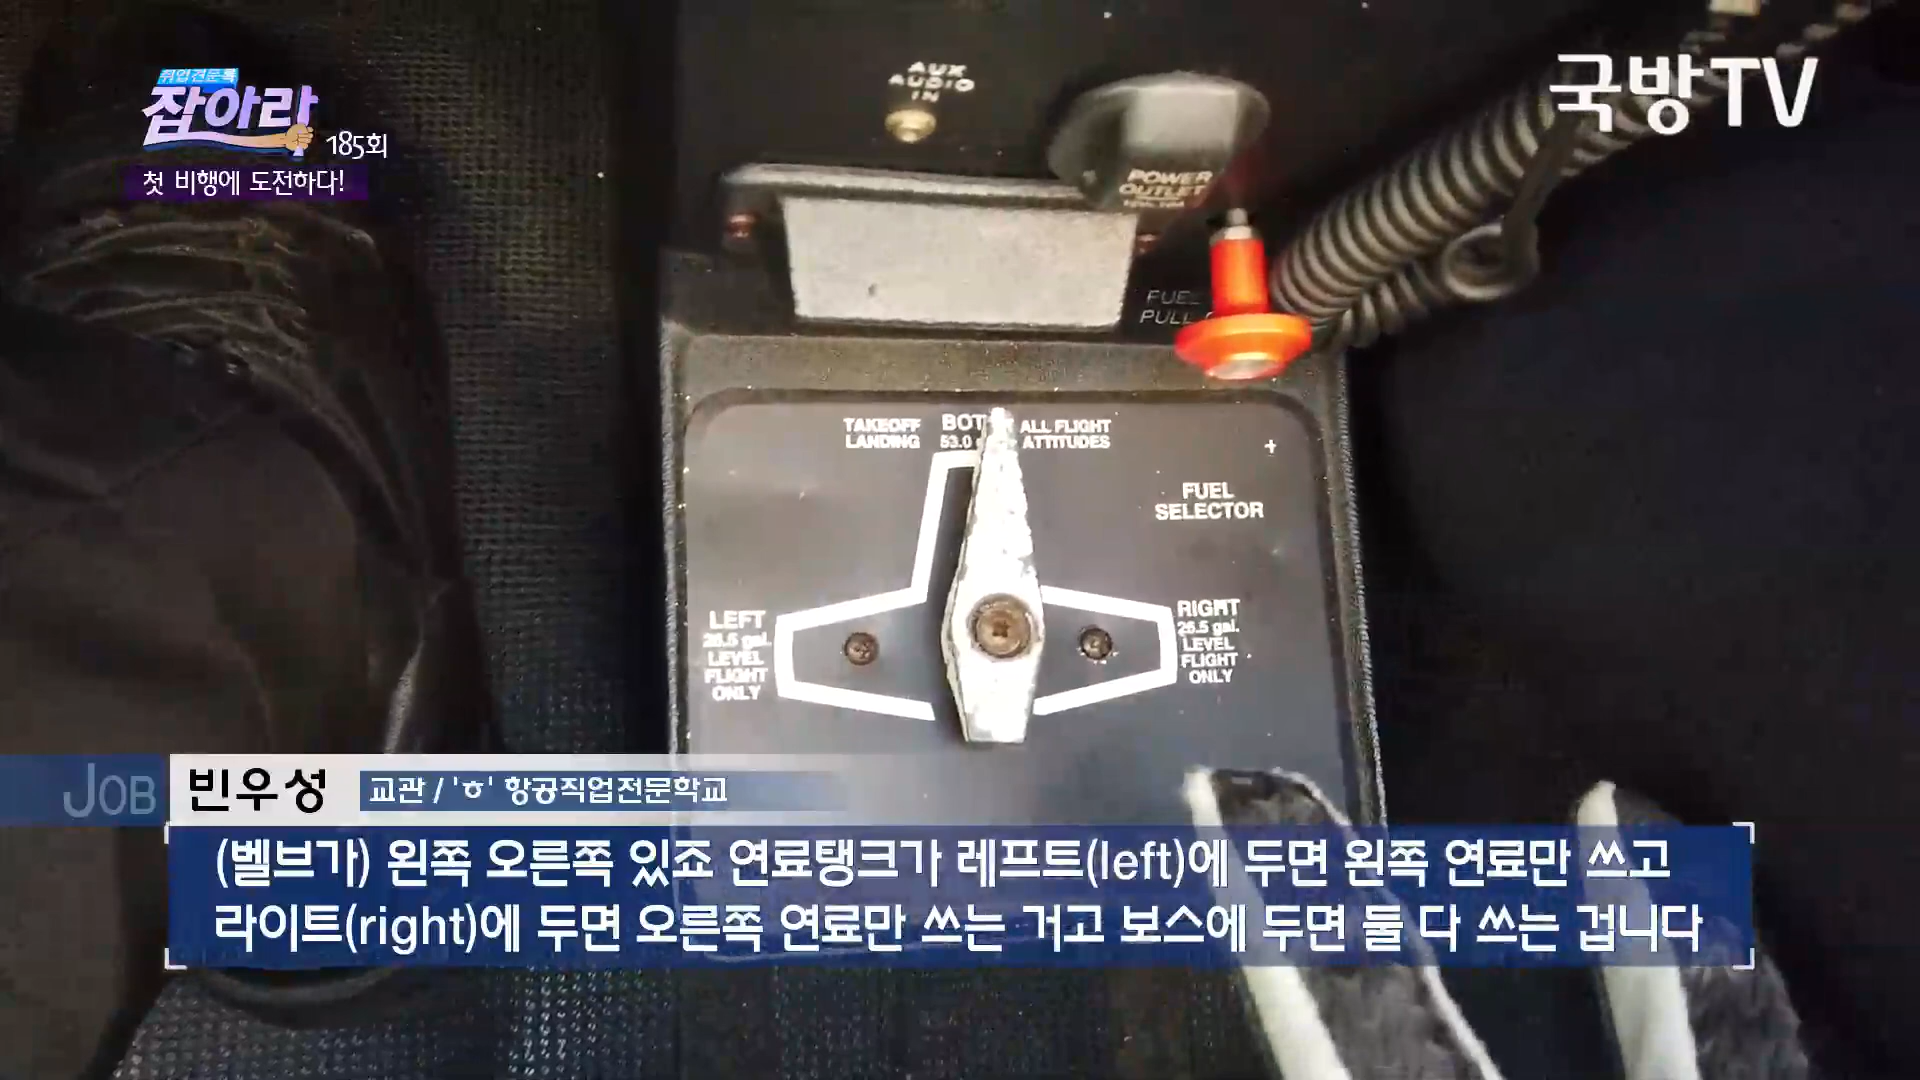 취업견문록
잡아라
185회
첫 비행에 도전하다!
국방TV
AUX
AUDIO
IN
POWER
OUTLET
FUEL
PULL
TAKEOFF
LANDING
ALL FLIGHT
ATTITUDES
FUEL
SELECTOR
LEFT
26.5 gal.
LEVEL
FLIGHT
ONLY
RIGHT
26.5 gal.
LEVEL
FLIGHT
ONLY
JOB
빈우성
교관 / 'ㅎ' 항공직업전문학교
(벨브가) 왼쪽 오른쪽 있죠 연료탱크가 레프트(left)에 두면 왼쪽 연료만 쓰고
라이트(right)에 두면 오른쪽 연료만 쓰는 거고 보스에 두면 둘 다 쓰는 겁니다